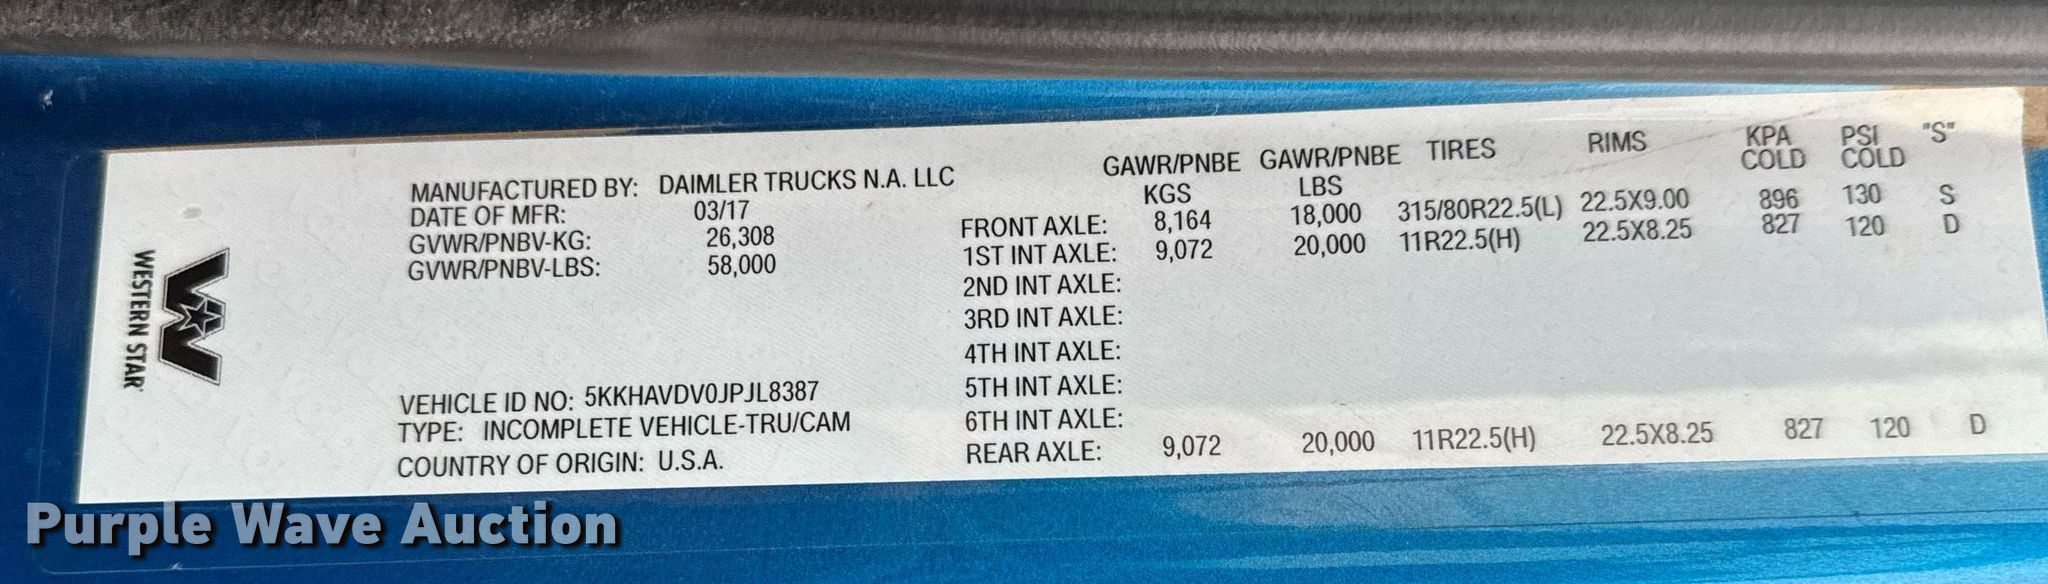 WESTERN STAR
MANUFACTURED BY: DAIMLER TRUCKS N.A. LLC
DATE OF MFR: 03/17
GVWR/PNBV-KG: 26,308
GVWR/PNBV-LBS: 58,000
VEHICLE ID NO: 5KKHAVDV0JPJL8387
TYPE: INCOMPLETE VEHICLE-TRU/CAM
COUNTRY OF ORIGIN: U.S.A.
GAWR/PNBE KGS GAWR/PNBE LBS TIRES RIMS KPA COLD PSI COLD "S"
FRONT AXLE: 8,164 18,000 315/80R22.5(L) 22.5X9.00 896 130 S
1ST INT AXLE: 9,072 20,000 11R22.5(H) 22.5X8.25 827 120 D
2ND INT AXLE:
3RD INT AXLE:
4TH INT AXLE:
5TH INT AXLE:
6TH INT AXLE:
REAR AXLE: 9,072 20,000 11R22.5(H) 22.5X8.25 827 120 D
Purple Wave Auction